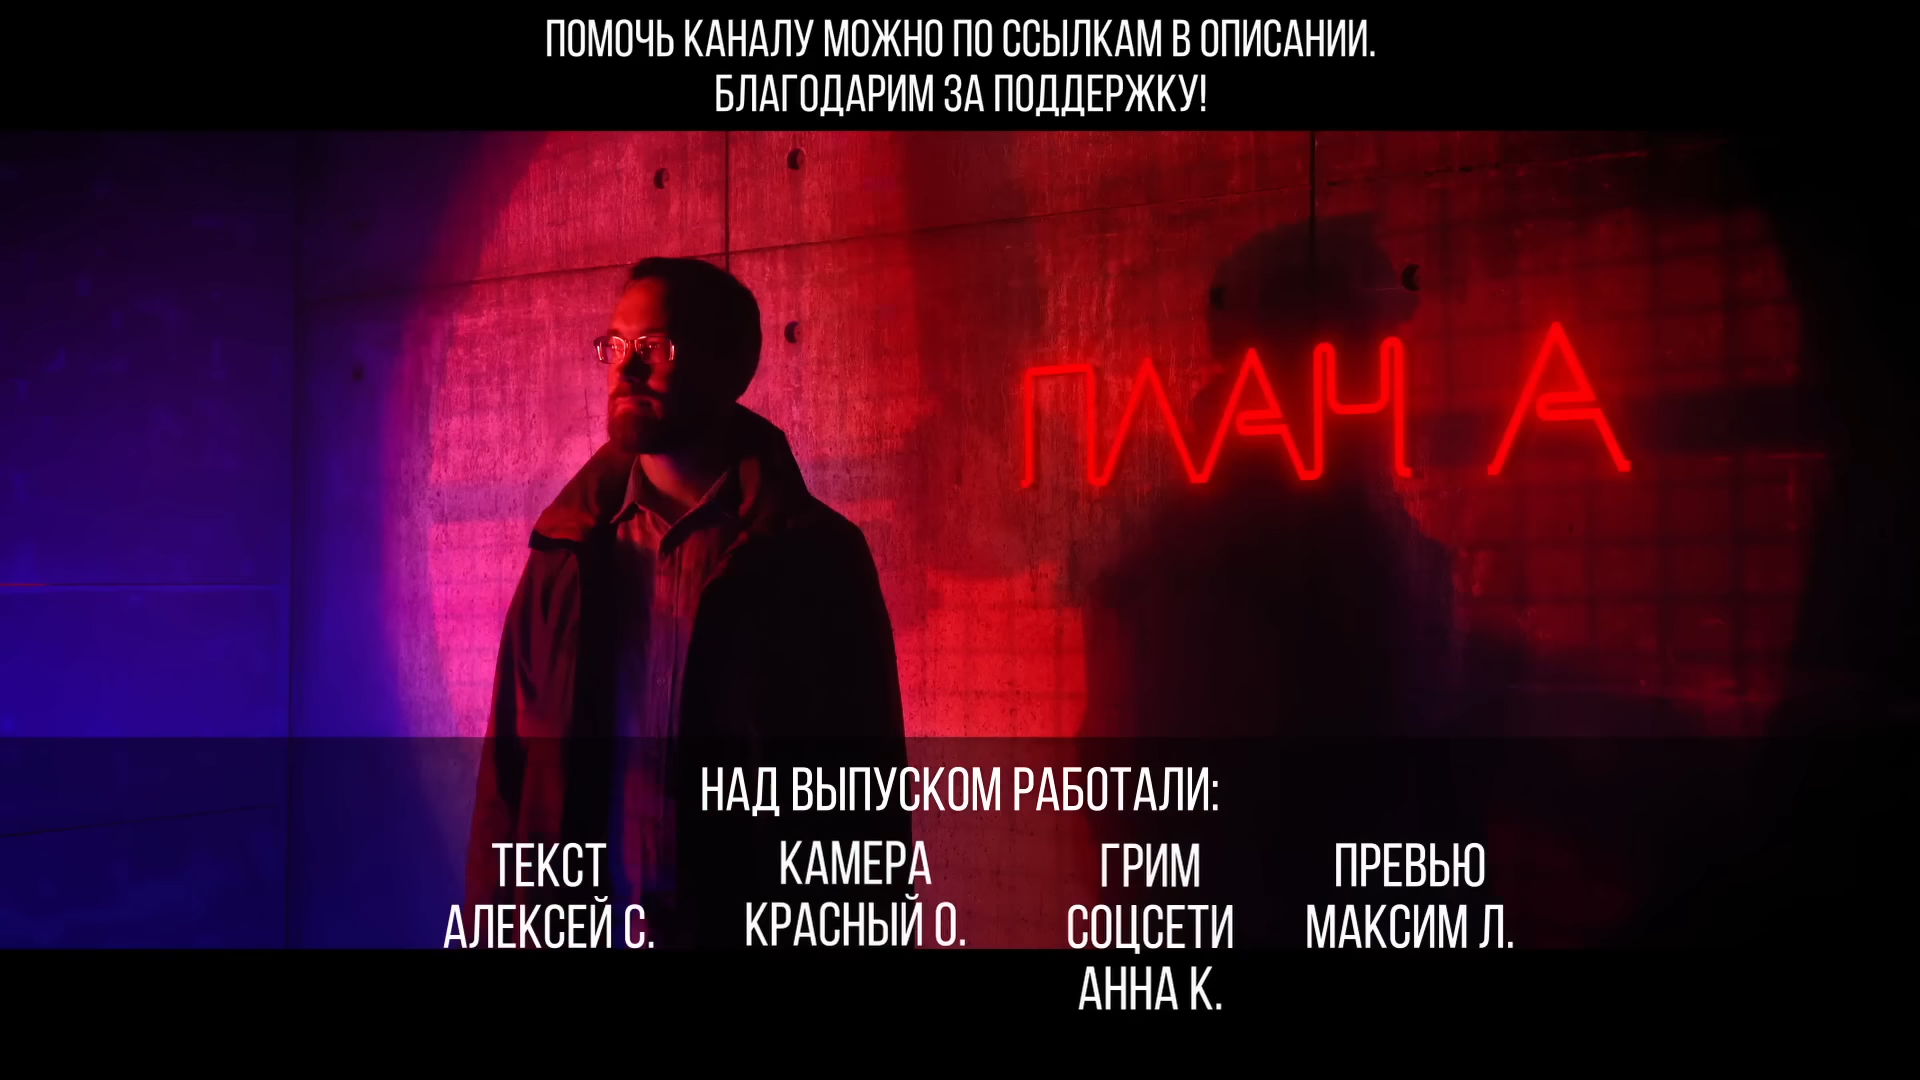 ПОМОЧЬ КАНАЛУ МОЖНО ПО ССЫЛКАМ В ОПИСАНИИ.
БЛАГОДАРИМ ЗА ПОДДЕРЖКУ!
ПЛАН А
НАД ВЫПУСКОМ РАБОТАЛИ:
ТЕКСТ
АЛЕКСЕЙ С.
КАМЕРА
КРАСНЫЙ О.
ГРИМ
СОЦСЕТИ
АННА К.
ПРЕВЬЮ
МАКСИМ Л.